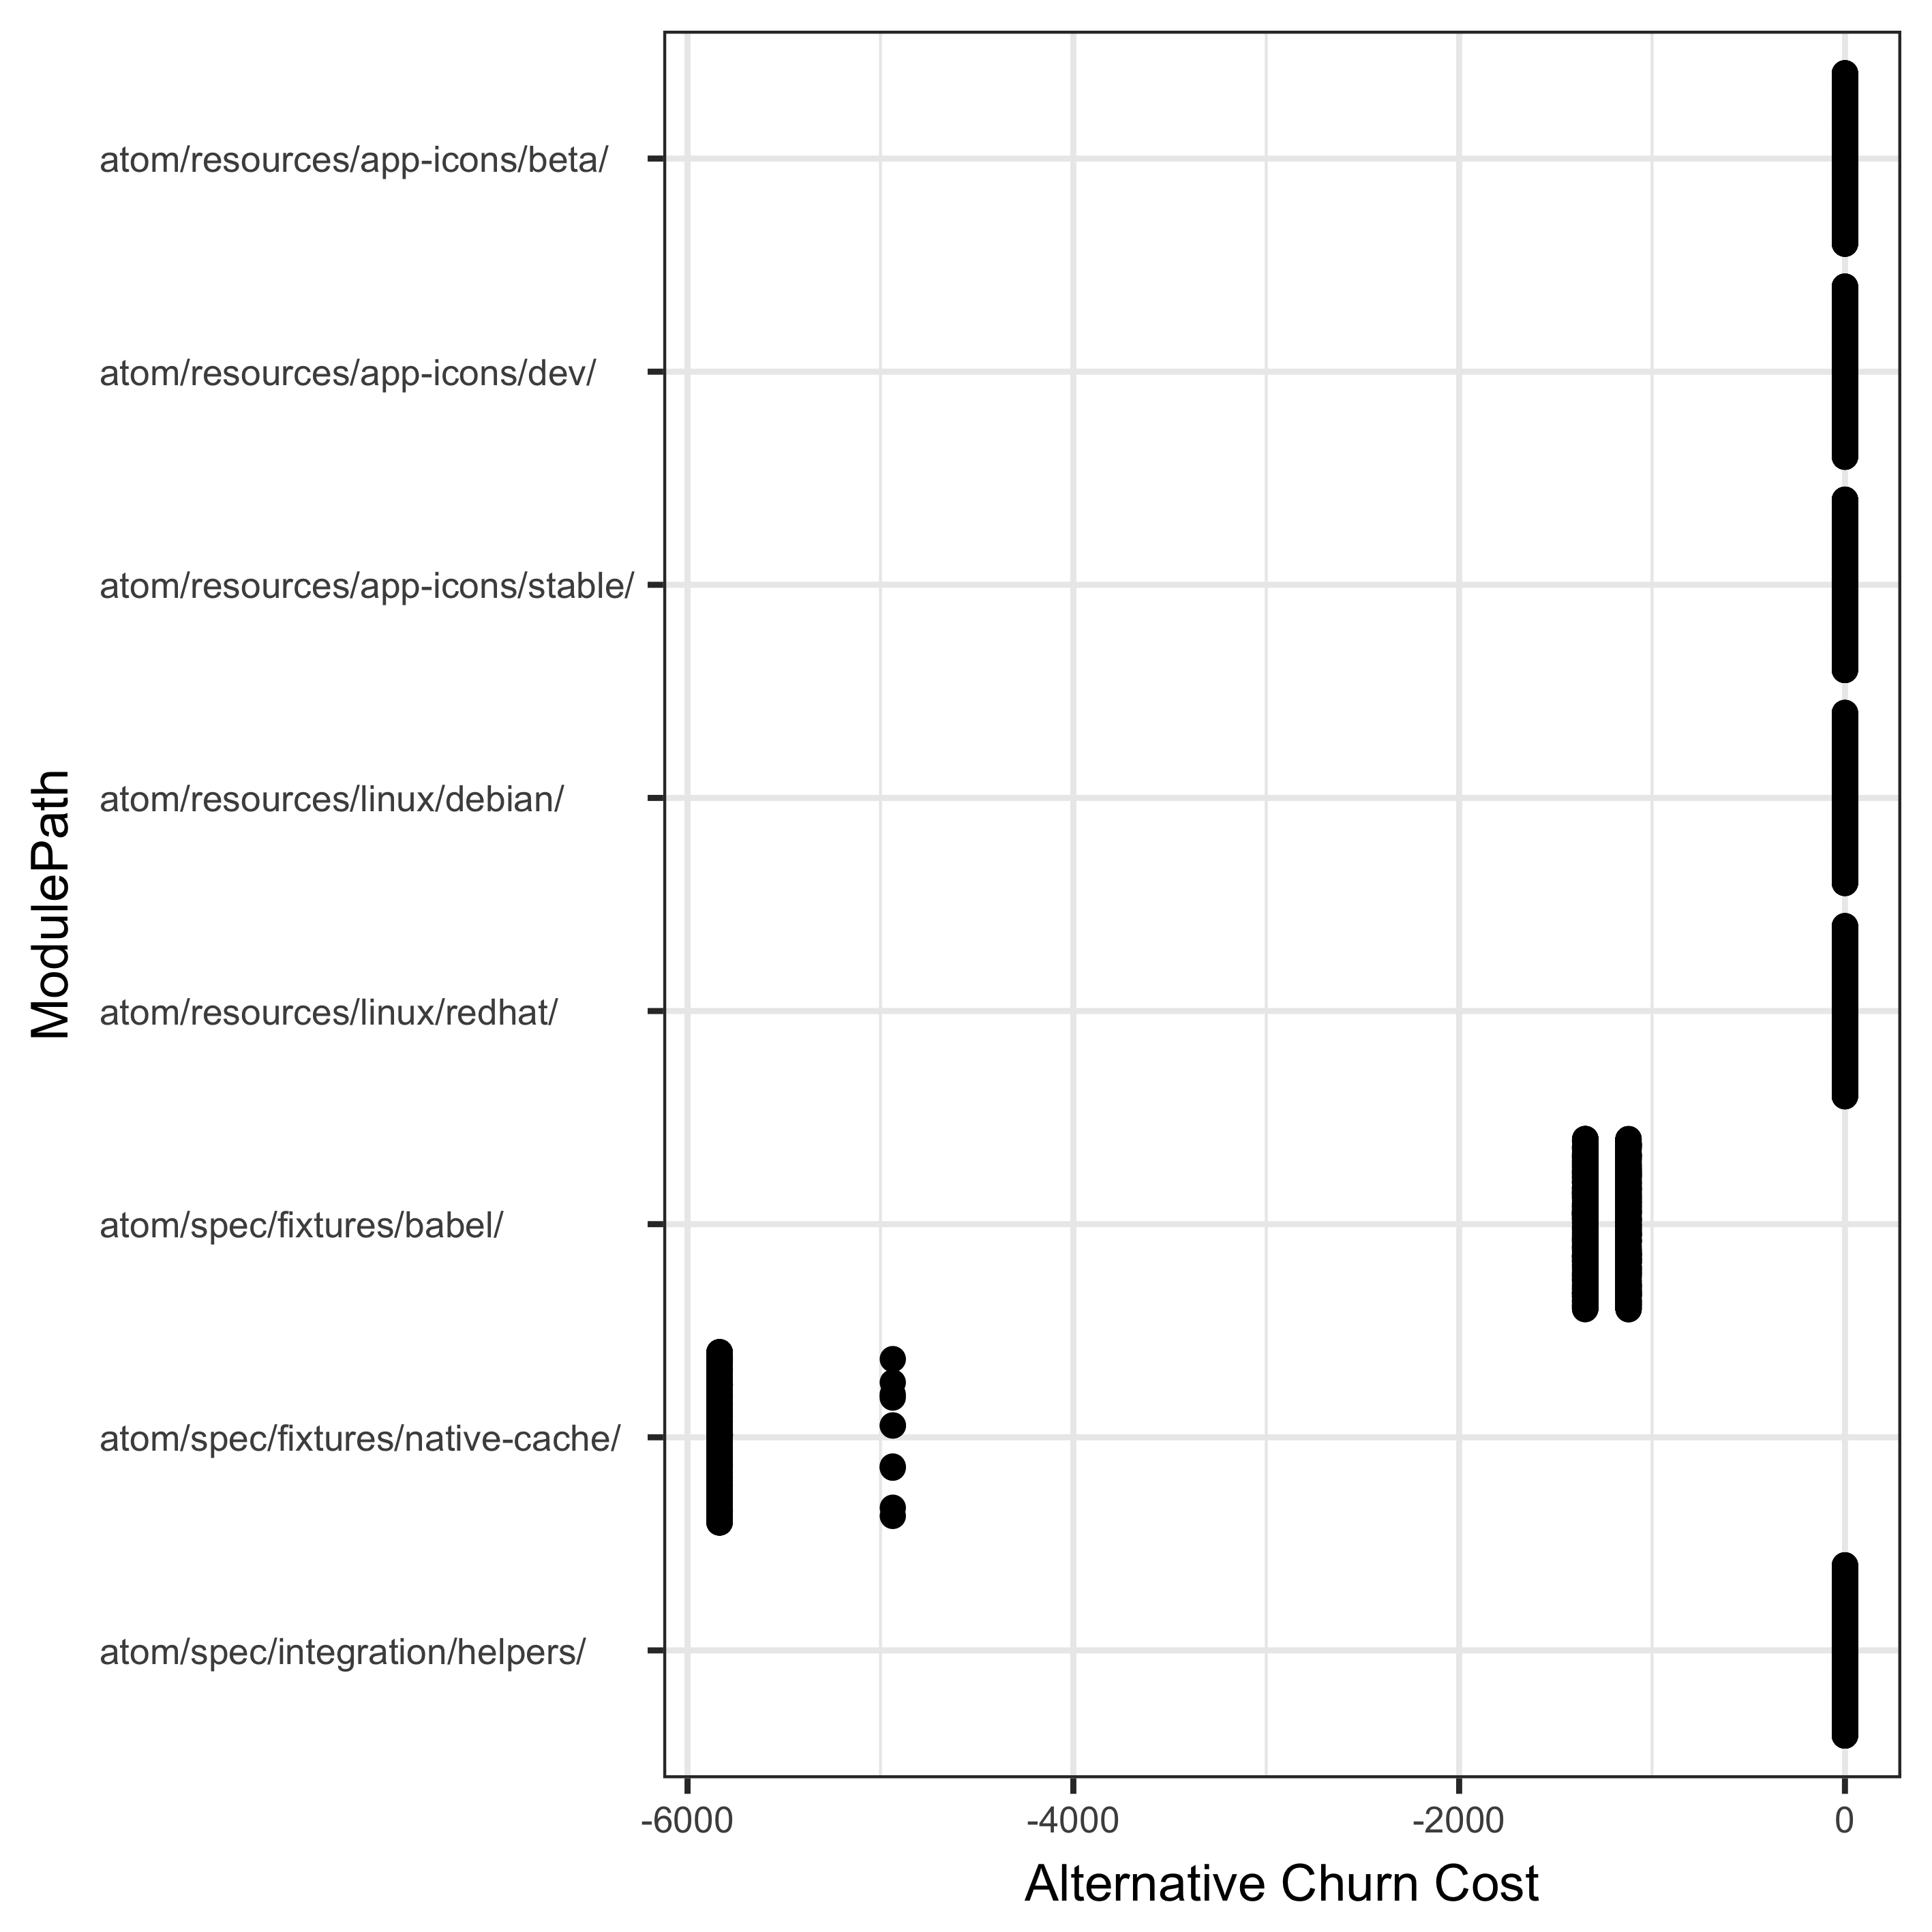 atom/resources/app-icons/beta/
atom/resources/app-icons/dev/
atom/resources/app-icons/stable/
atom/resources/linux/debian/
atom/resources/linux/redhat/
atom/spec/fixtures/babel/
atom/spec/fixtures/native-cache/
atom/spec/integration/helpers/
ModulePath
-6000 -4000 -2000 0
Alternative Churn Cost